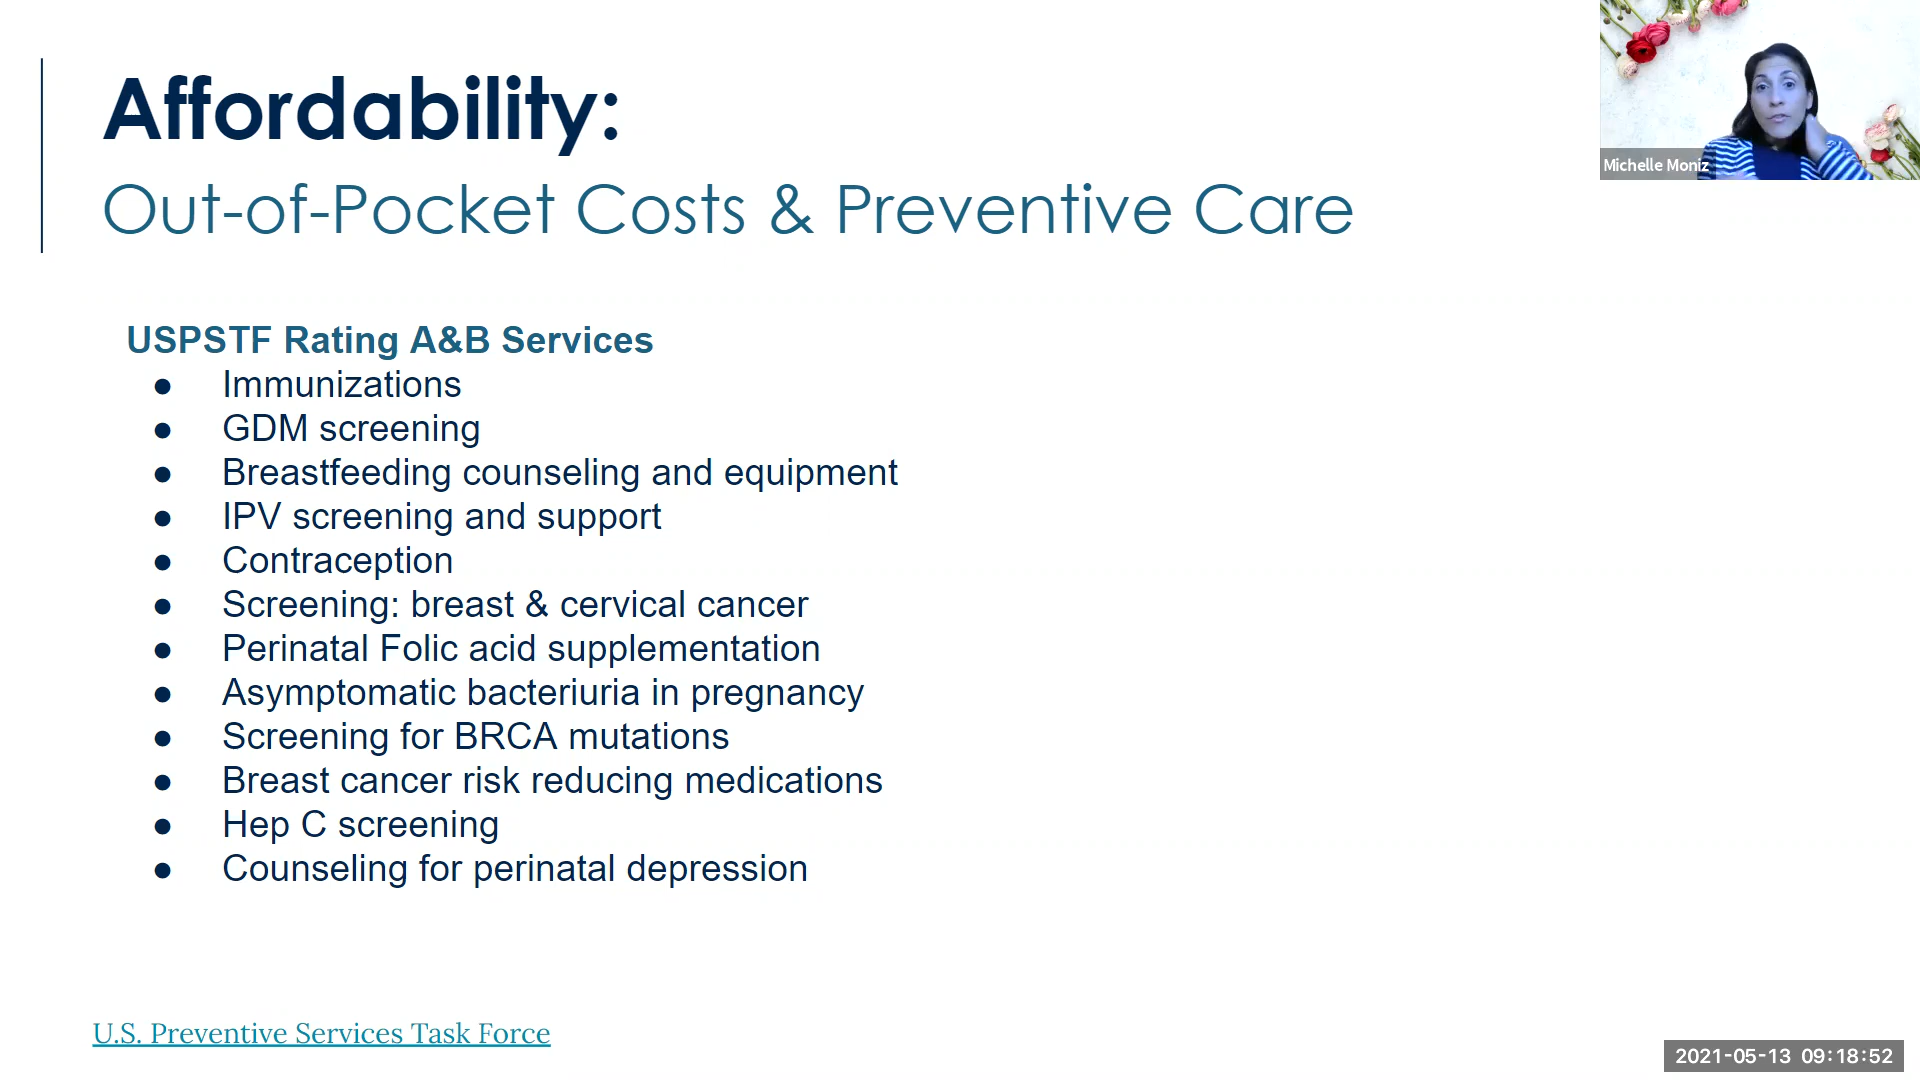 Affordability:
Out-of-Pocket Costs & Preventive Care
Michelle Moniz
USPSTF Rating A&B Services
● Immunizations
● GDM screening
● Breastfeeding counseling and equipment
● IPV screening and support
● Contraception
● Screening: breast & cervical cancer
● Perinatal Folic acid supplementation
● Asymptomatic bacteriuria in pregnancy
● Screening for BRCA mutations
● Breast cancer risk reducing medications
● Hep C screening
● Counseling for perinatal depression
U.S. Preventive Services Task Force
2021-05-13 09:18:52